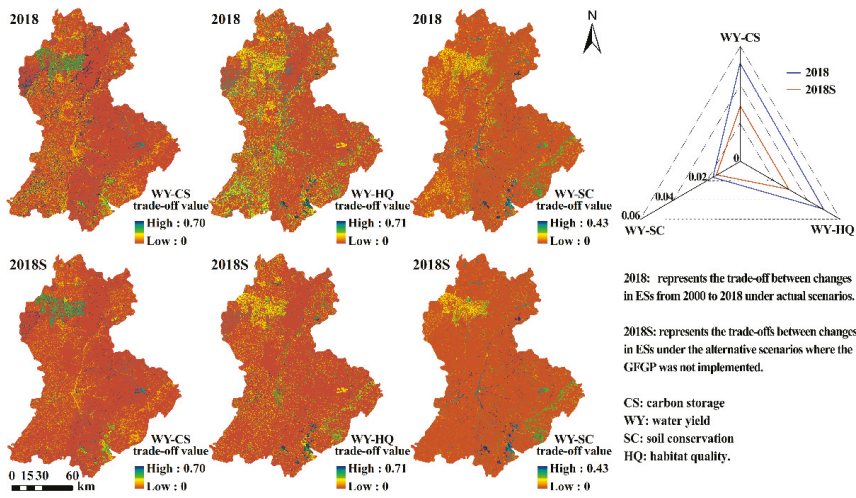 2018
2018
2018
N
WY-CS
trade-off value
High : 0.70
Low : 0
WY-HQ
trade-off value
High : 0.71
Low : 0
WY-SC
trade-off value
High : 0.43
Low : 0
WY-CS
2018
2018S
0
0.02
0.04
0.06
WY-SC
WY-HQ
2018S
2018S
2018S
WY-CS
trade-off value
High : 0.70
Low : 0
WY-HQ
trade-off value
High : 0.71
Low : 0
WY-SC
trade-off value
High : 0.43
Low : 0
0 15 30 60
km
2018: represents the trade-off between changes
in ESs from 2000 to 2018 under actual scenarios.
2018S: represents the trade-offs between changes
in ESs under the alternative scenarios where the
GFGP was not implemented.
CS: carbon storage
WY: water yield
SC: soil conservation
HQ: habitat quality.